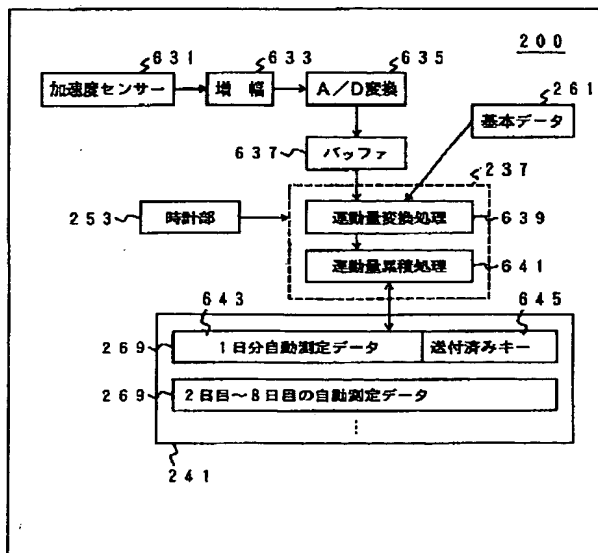 200
631 633 635
加速度センサー 増幅 A／D変換
261
基本データ
637 バッファ
237
253 時計部
運動量変換処理 639
運動量累積処理 641
643 645
269 1日分自動測定データ 送付済みキー
269 2日目～8日目の自動測定データ
⋮
241